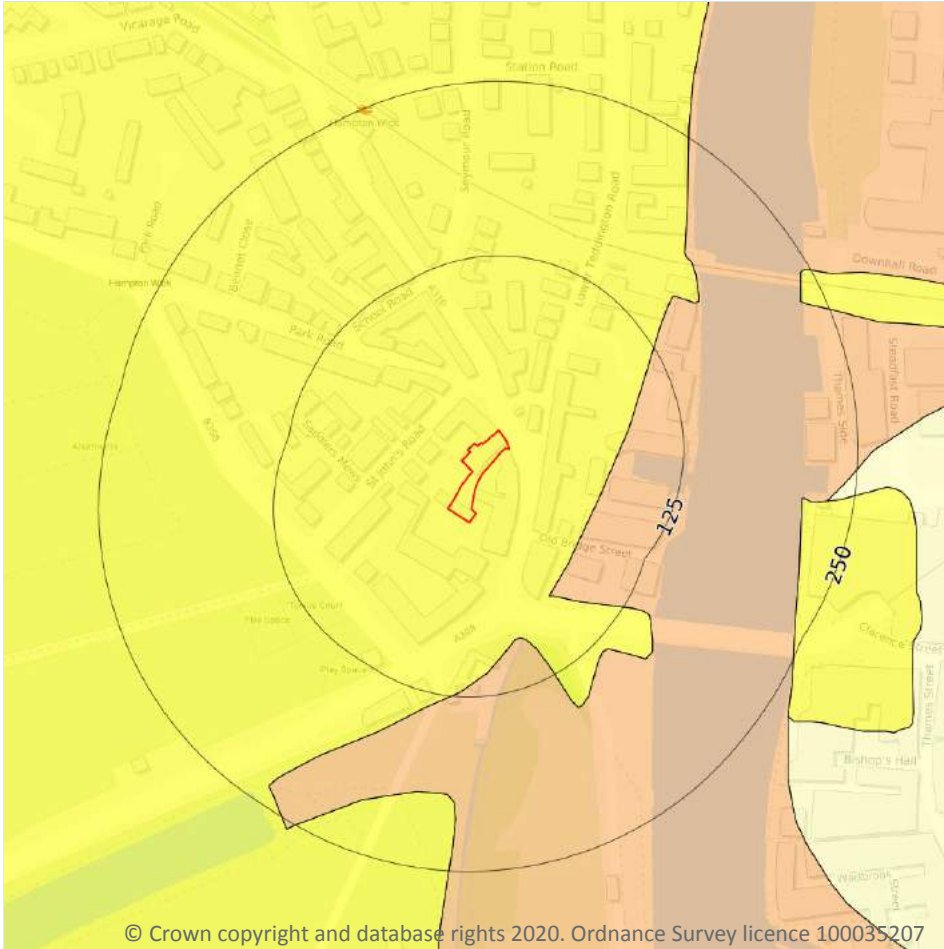 Vicarage Road
Station Road
Hampton Wick
Seymour Road
Lower Teddington Road
Park Road
Bennet Close
Downhall Road
Hampton Wick
School Road
A310
Park Road
Steadfast Road
Thames Side
B358
Allotments
Saddlers Mews
St John's Road
125
Old Bridge Street
250
Tennis Court
Play Space
Clarence Street
A308
Play Space
Thames Street
Bishop's Hall
Wadbrook Street
© Crown copyright and database rights 2020. Ordnance Survey licence 100035207